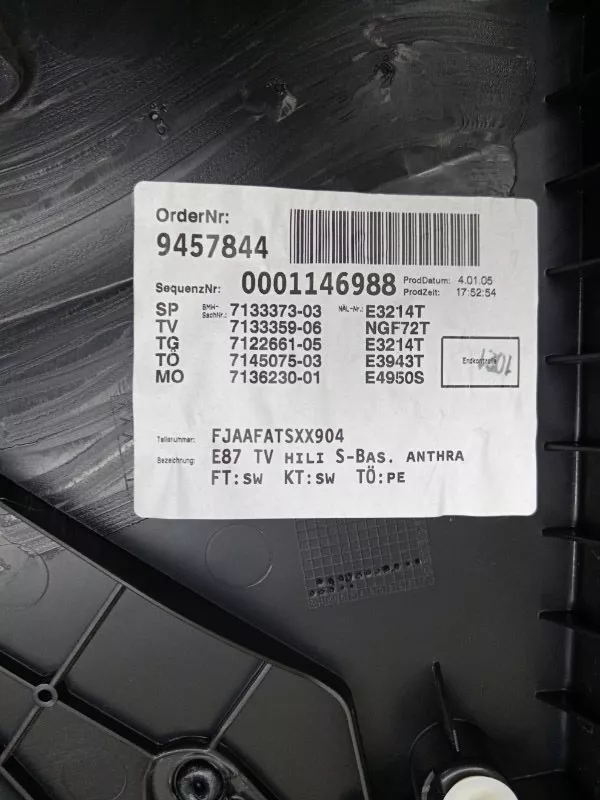 OrderNr:
9457844
SequenzNr: 0001146988 ProdDatum: 4.01.05
ProdZeit: 17:52:54
SP BMW-SachNr.: 7133373-03 NÄL-Nr.: E3214T
TV 7133359-06 NGF72T
TG 7122661-05 E3214T
TÖ 7145075-03 E3943T
MO 7136230-01 E4950S
Endkontrolle
Teilenummer: FJAAFATSXX904
Bezeichnung: E87 TV HILI S-BAS. ANTHRA
FT:SW KT:SW TÖ:PE